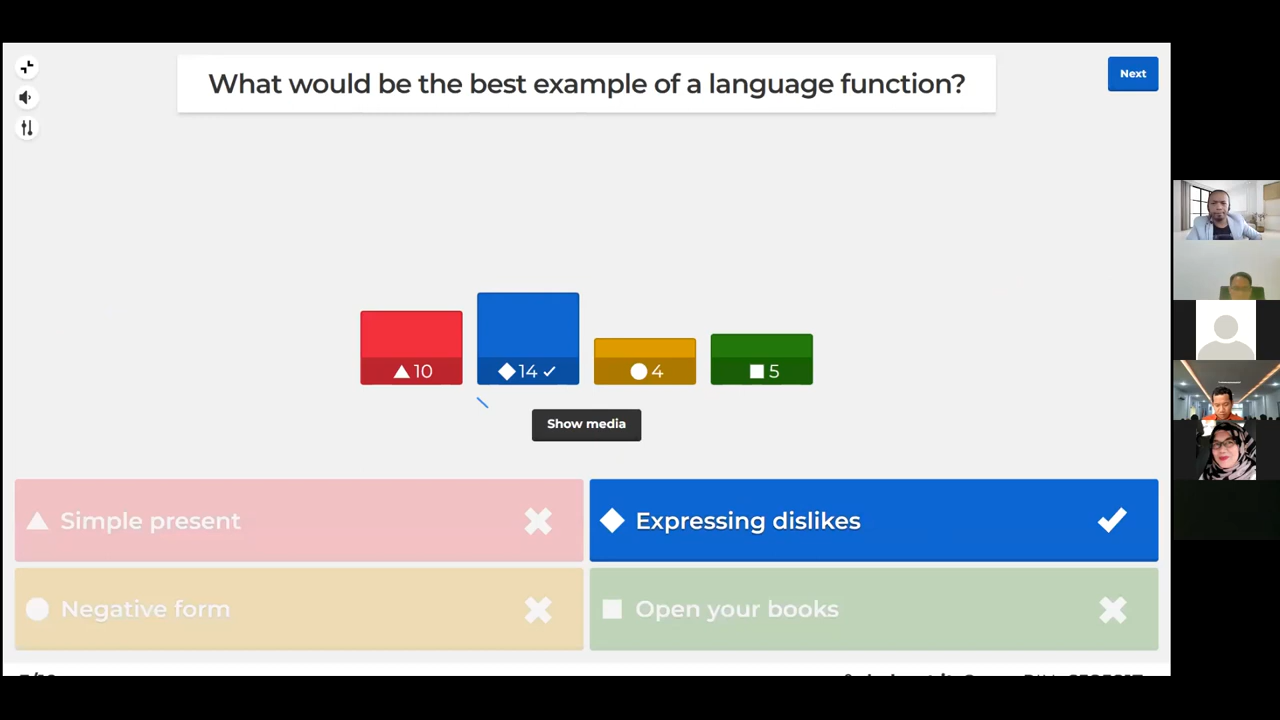 What would be the best example of a language function?
Next
10
14
4
5
Show media
Simple present
Expressing dislikes
Negative form
Open your books